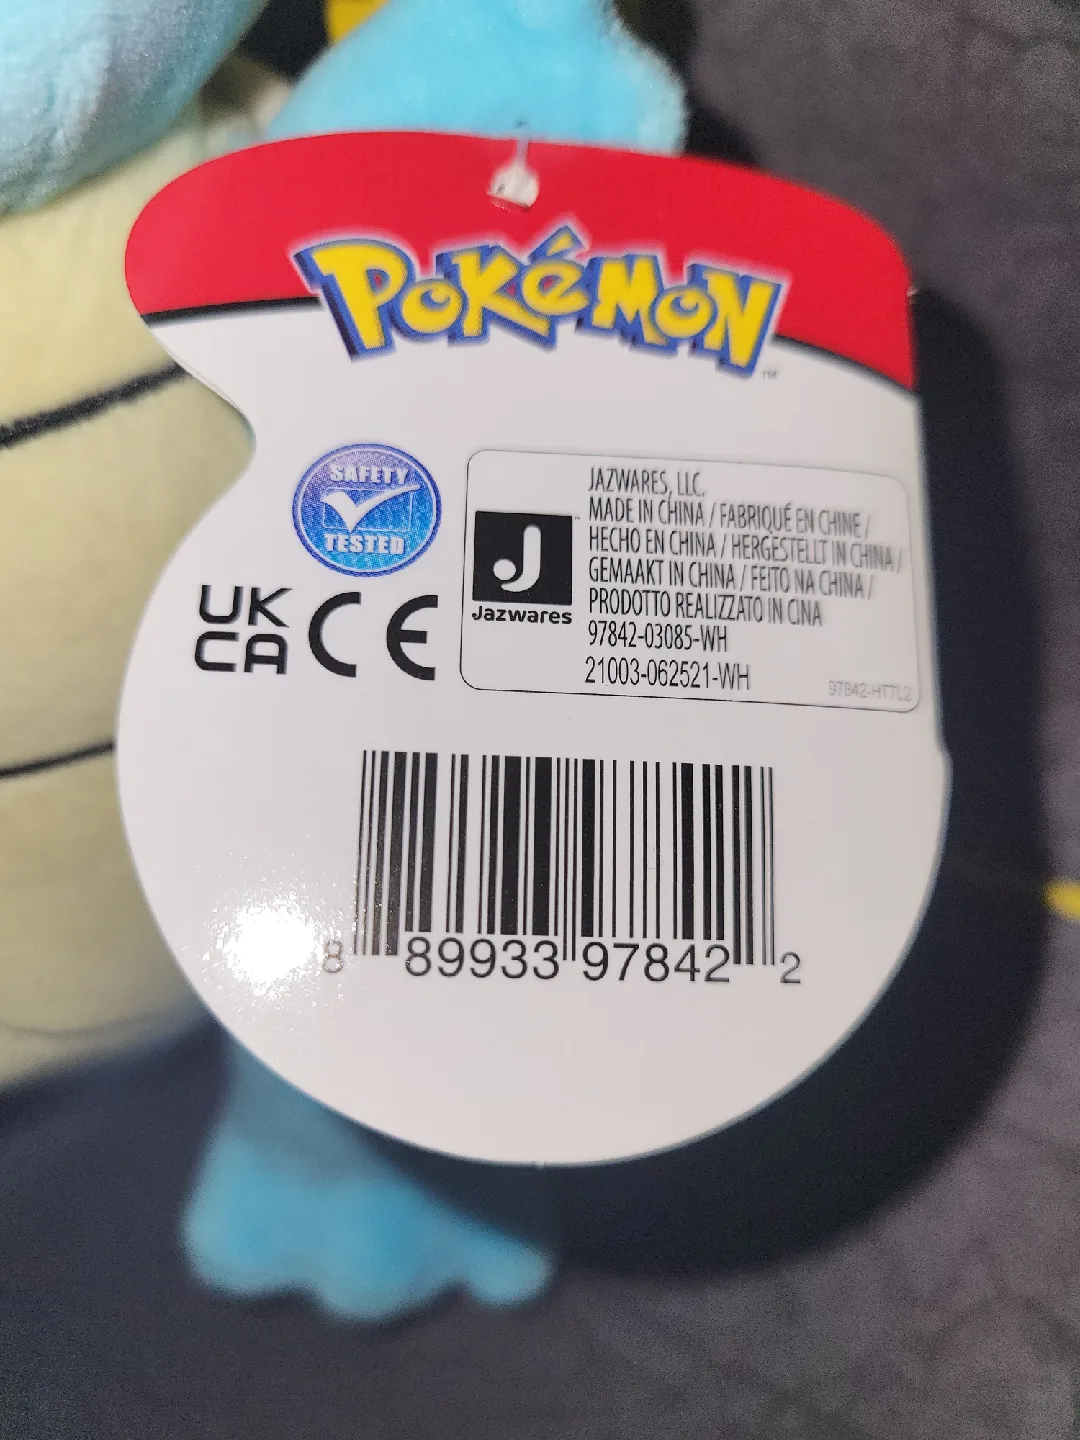 POKéMON
TM
SAFETY
TESTED
UK
CA CE
J
Jazwares
JAZWARES, LLC.
MADE IN CHINA / FABRIQUÉ EN CHINE /
HECHO EN CHINA / HERGESTELLT IN CHINA /
GEMAAKT IN CHINA / FEITO NA CHINA /
PRODOTTO REALIZZATO IN CINA
97842-03085-WH
21003-062521-WH
97842-HT7L2
8 89933 97842 2